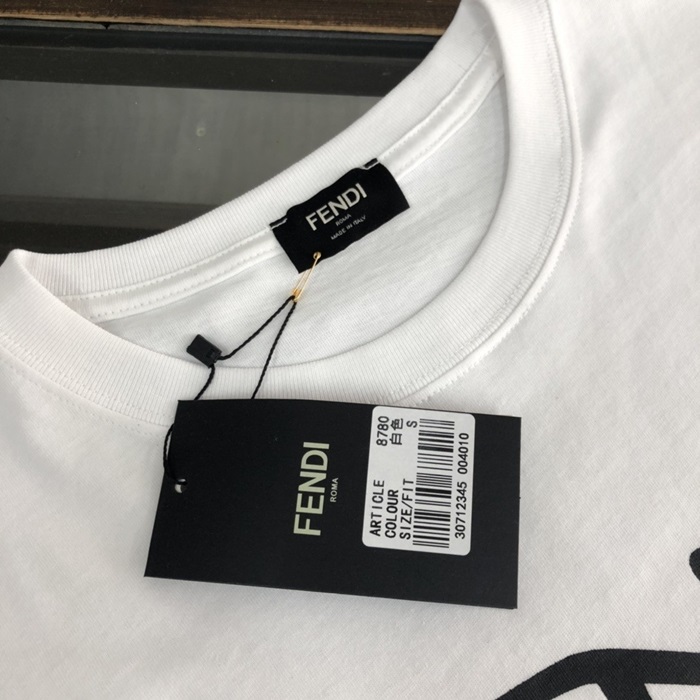 FENDI
ROMA
MADE IN ITALY
FENDI
ROMA
ARTICLE 8780
COLOUR 白色
SIZE/FIT S
30712345 004010